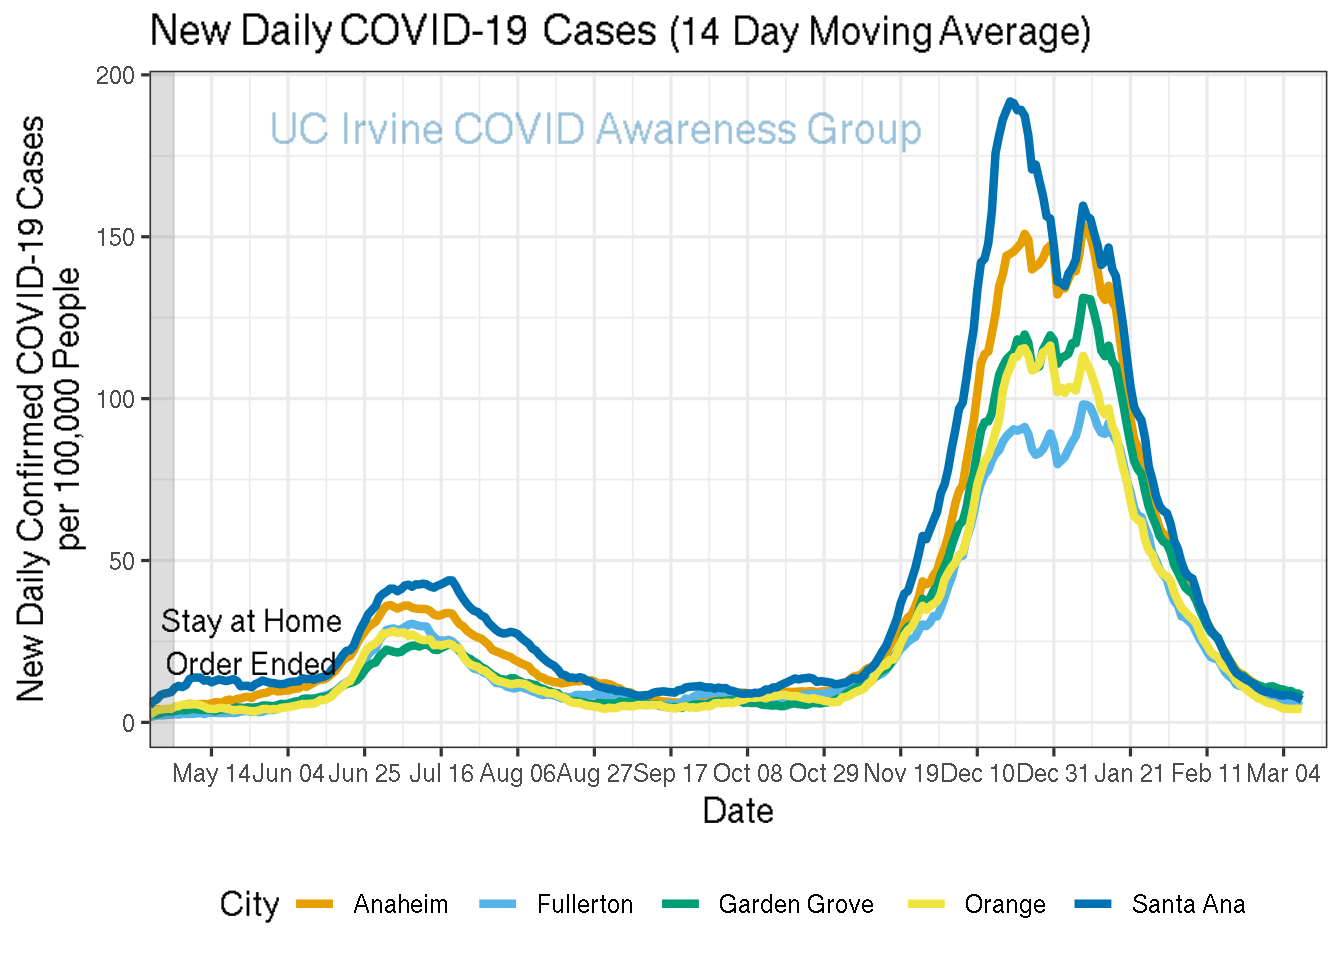 New Daily COVID-19 Cases (14 Day Moving Average)
UC Irvine COVID Awareness Group
New Daily Confirmed COVID-19 Cases
per 100,000 People
200
150
100
50
0
Stay at Home
Order Ended
May 14 Jun 04 Jun 25 Jul 16 Aug 06 Aug 27 Sep 17 Oct 08 Oct 29 Nov 19 Dec 10 Dec 31 Jan 21 Feb 11 Mar 04
Date
City Anaheim Fullerton Garden Grove Orange Santa Ana